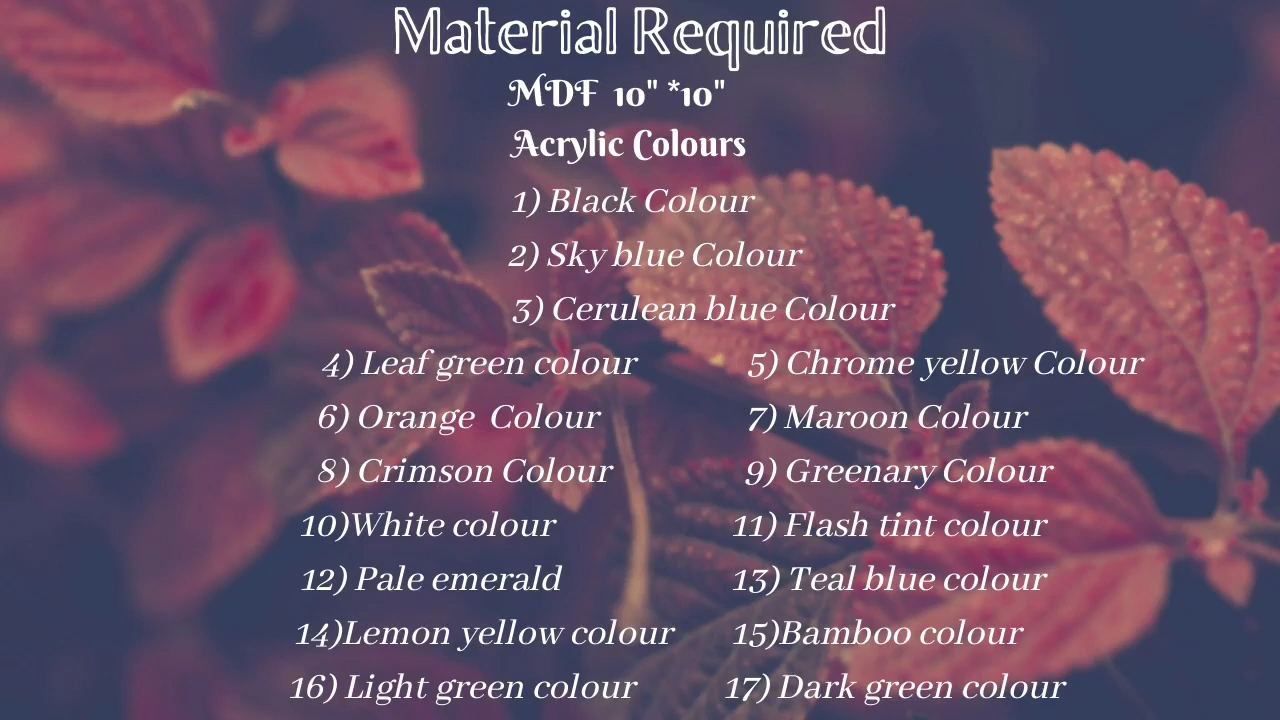 Material Required
MDF 10" *10"
Acrylic Colours
1) Black Colour
2) Sky blue Colour
3) Cerulean blue Colour
4) Leaf green colour 5) Chrome yellow Colour
6) Orange Colour 7) Maroon Colour
8) Crimson Colour 9) Greenary Colour
10)White colour 11) Flash tint colour
12) Pale emerald 13) Teal blue colour
14)Lemon yellow colour 15)Bamboo colour
16) Light green colour 17) Dark green colour